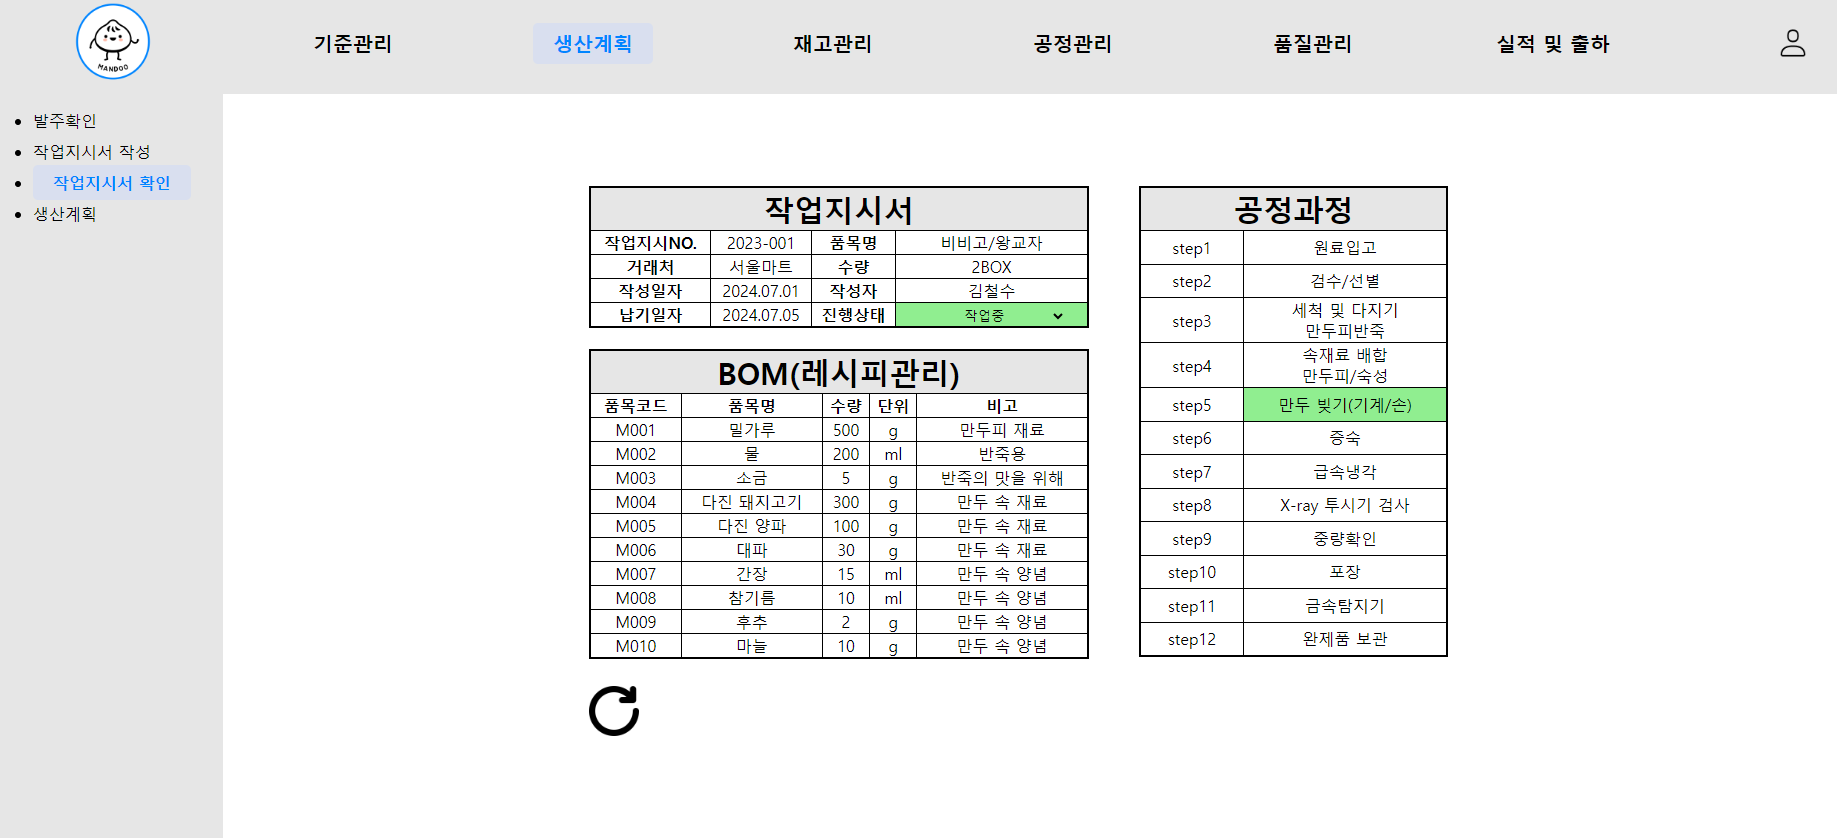 MANDOO
기준관리
생산계획
재고관리
공정관리
품질관리
실적 및 출하
발주확인
작업지시서 작성
작업지시서 확인
생산계획
작업지시서
작업지시NO. 2023-001 품목명 비비고/왕교자
거래처 서울마트 수량 2BOX
작성일자 2024.07.01 작성자 김철수
납기일자 2024.07.05 진행상태 작업중
BOM(레시피관리)
품목코드 품목명 수량 단위 비고
M001 밀가루 500 g 만두피 재료
M002 물 200 ml 반죽용
M003 소금 5 g 반죽의 맛을 위해
M004 다진 돼지고기 300 g 만두 속 재료
M005 다진 양파 100 g 만두 속 재료
M006 대파 30 g 만두 속 재료
M007 간장 15 ml 만두 속 양념
M008 참기름 10 ml 만두 속 양념
M009 후추 2 g 만두 속 양념
M010 마늘 10 g 만두 속 양념
공정과정
step1 원료입고
step2 검수/선별
step3 세척 및 다지기
만두피반죽
step4 속재료 배합
만두피/숙성
step5 만두 빚기(기계/손)
step6 증숙
step7 급속냉각
step8 X-ray 투시기 검사
step9 중량확인
step10 포장
step11 금속탐지기
step12 완제품 보관